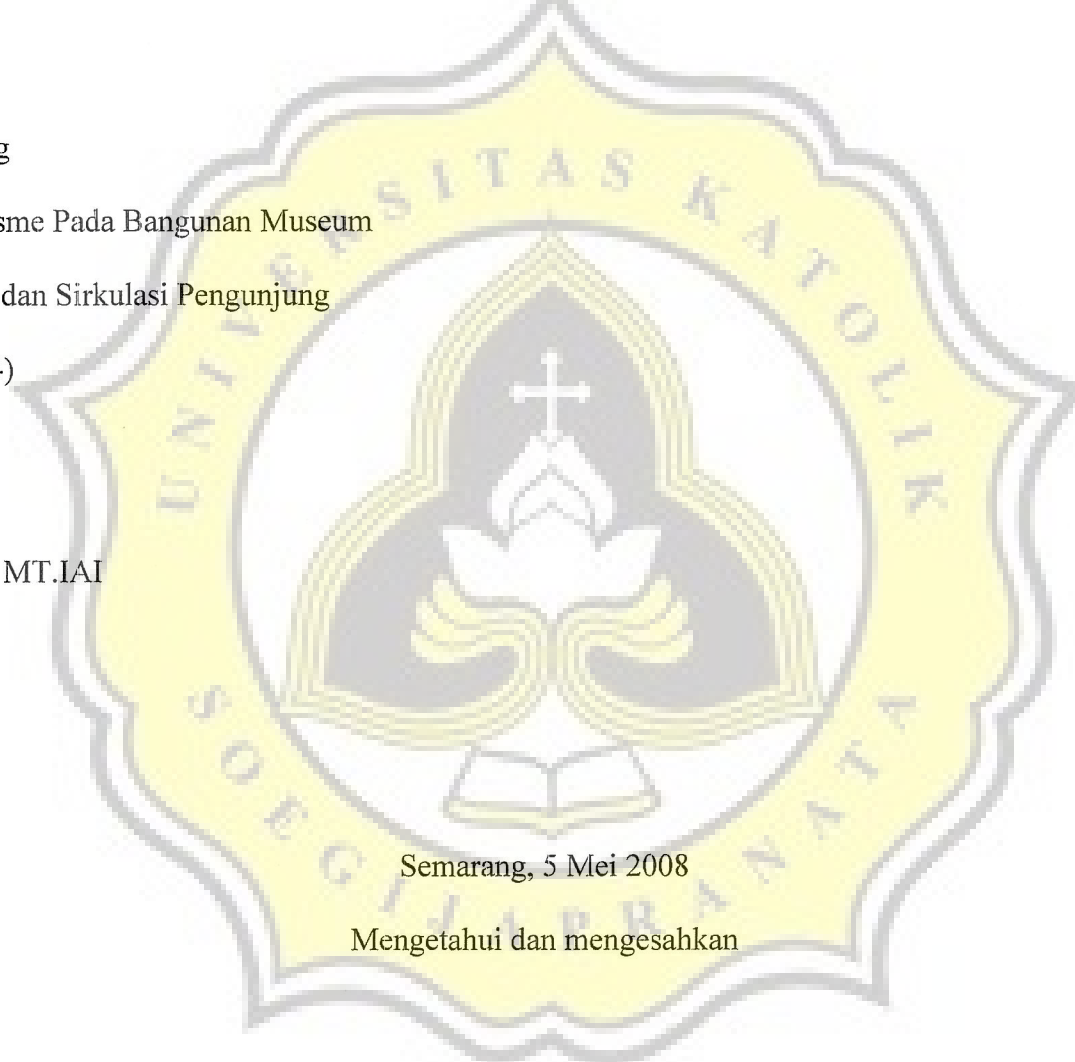 g
sme Pada Bangunan Museum
dan Sirkulasi Pengunjung
-)
MT.IAI
Semarang, 5 Mei 2008
Mengetahui dan mengesahkan
UNIVERSITAS KATOLIK
SOEGIJAPRANATA